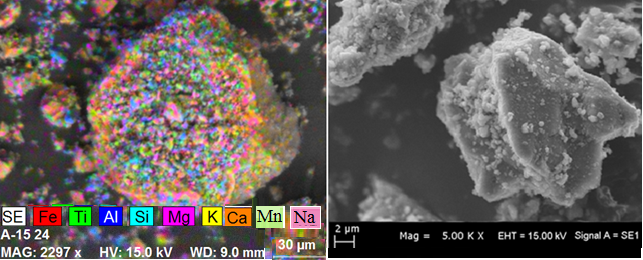 SE Fe Ti Al Si Mg K Ca Mn Na
A-15 24
MAG: 2297 x HV: 15.0 kV WD: 9.0 mm 30 µm
2 µm
Mag = 5.00 K X EHT = 15.00 kV Signal A = SE1